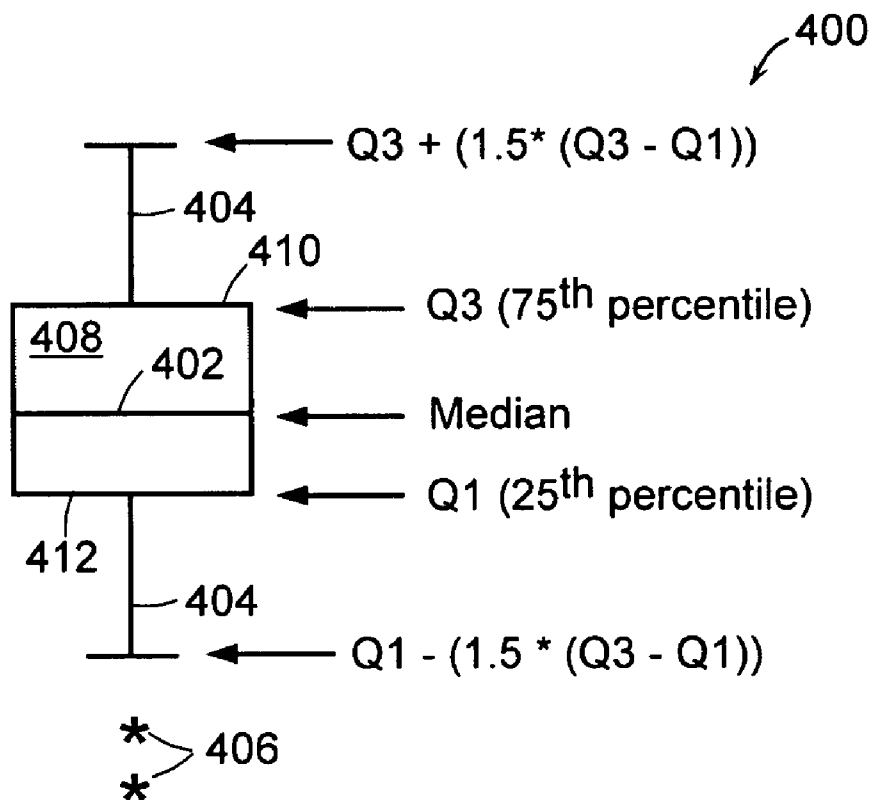 400
Q3 + (1.5* (Q3 - Q1))
404
410
Q3 (75th percentile)
408
402
Median
Q1 (25th percentile)
412
404
Q1 - (1.5 * (Q3 - Q1))
*
406
*